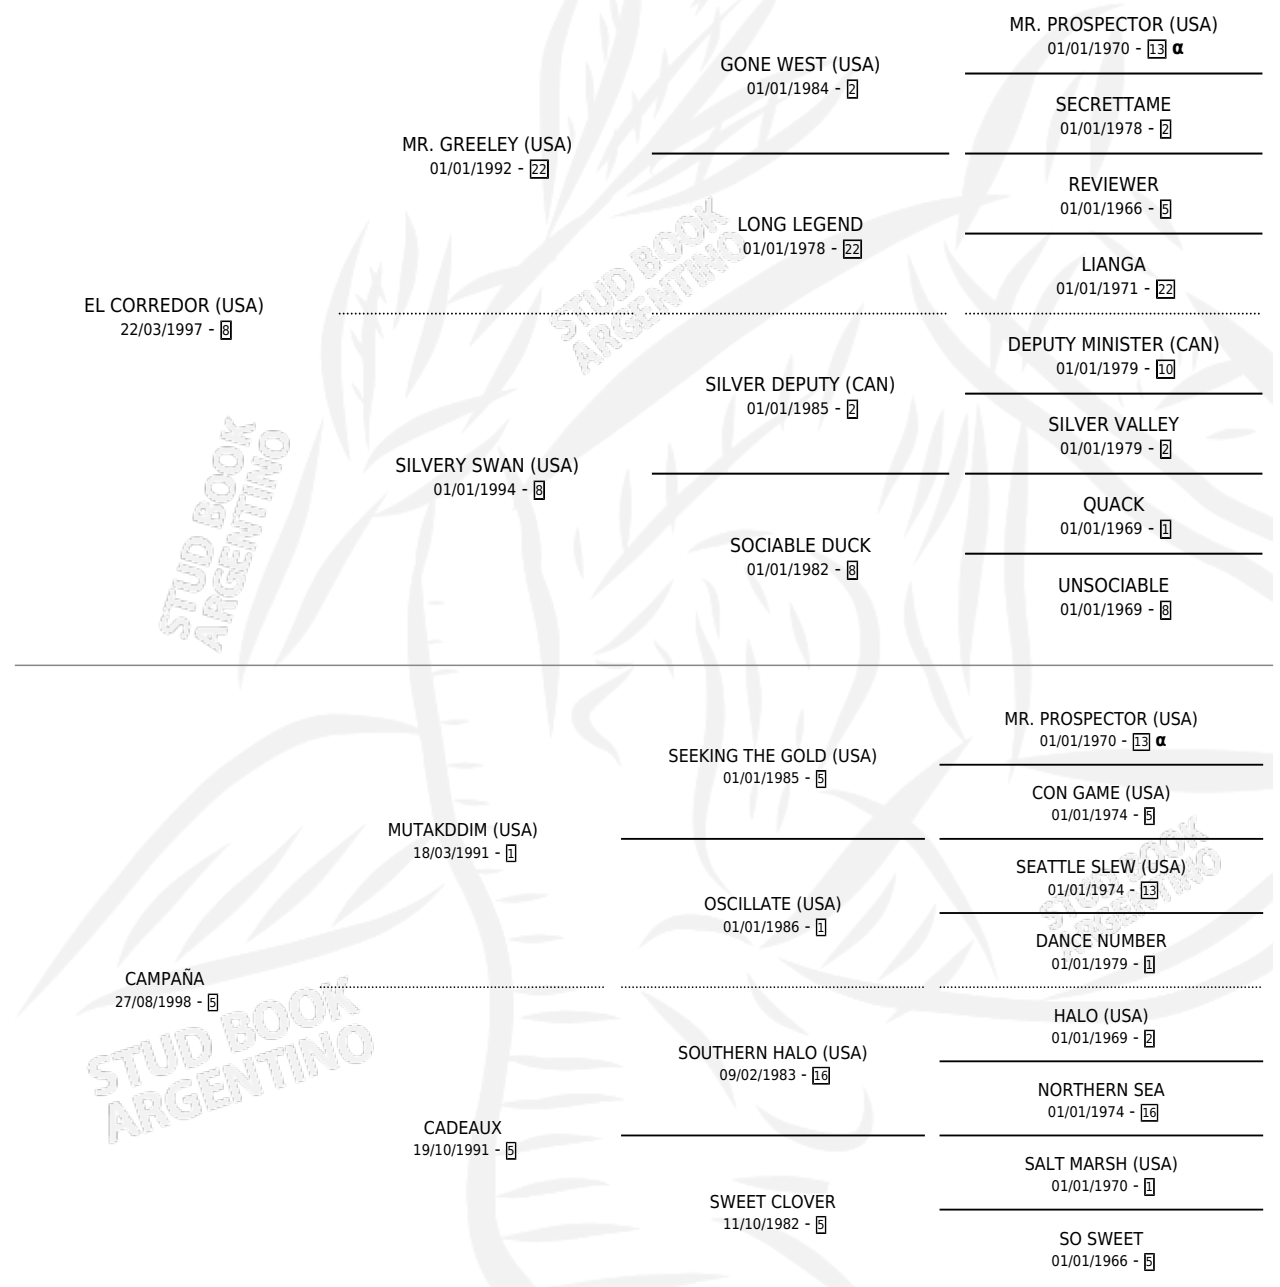 MR. PROSPECTOR (USA)
01/01/1970 - 13 α
GONE WEST (USA)
01/01/1984 - 2
SECRETTAME
01/01/1978 - 2
MR. GREELEY (USA)
01/01/1992 - 22
REVIEWER
01/01/1966 - 5
LONG LEGEND
01/01/1978 - 22
LIANGA
01/01/1971 - 22
EL CORREDOR (USA)
22/03/1997 - 8
DEPUTY MINISTER (CAN)
01/01/1979 - 10
SILVER DEPUTY (CAN)
01/01/1985 - 2
SILVER VALLEY
01/01/1979 - 2
SILVERY SWAN (USA)
01/01/1994 - 8
QUACK
01/01/1969 - 1
SOCIABLE DUCK
01/01/1982 - 8
UNSOCIABLE
01/01/1969 - 8
MR. PROSPECTOR (USA)
01/01/1970 - 13 α
SEEKING THE GOLD (USA)
01/01/1985 - 5
CON GAME (USA)
01/01/1974 - 5
MUTAKDDIM (USA)
18/03/1991 - 1
SEATTLE SLEW (USA)
01/01/1974 - 13
OSCILLATE (USA)
01/01/1986 - 1
DANCE NUMBER
01/01/1979 - 1
CAMPAÑA
27/08/1998 - 5
HALO (USA)
01/01/1969 - 2
SOUTHERN HALO (USA)
09/02/1983 - 16
NORTHERN SEA
01/01/1974 - 16
CADEAUX
19/10/1991 - 5
SALT MARSH (USA)
01/01/1970 - 1
SWEET CLOVER
11/10/1982 - 5
SO SWEET
01/01/1966 - 5
STUD BOOK
ARGENTINO
STUD BOOK
ARGENTINO
STUD BOOK
ARGENTINO
STUD BOOK
ARGENTINO